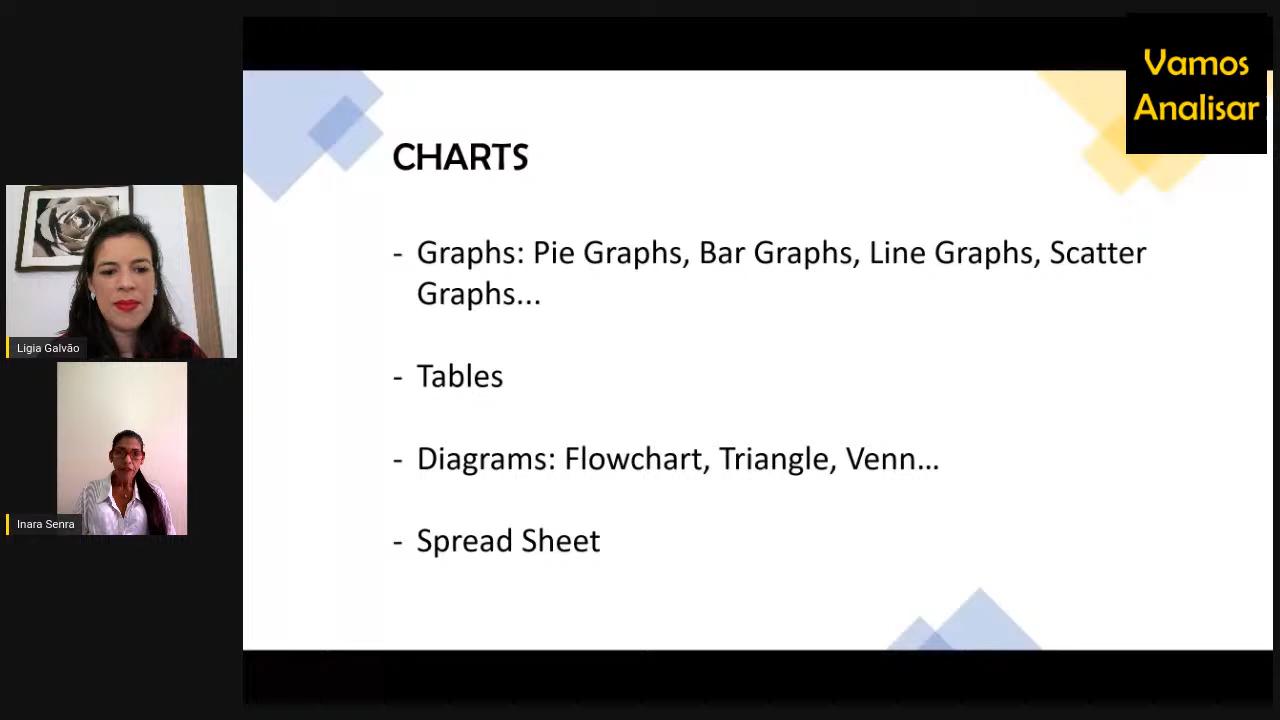 Vamos
Analisar
CHARTS
- Graphs: Pie Graphs, Bar Graphs, Line Graphs, Scatter
Graphs...
- Tables
- Diagrams: Flowchart, Triangle, Venn...
- Spread Sheet
Ligia Galvão
Inara Senra